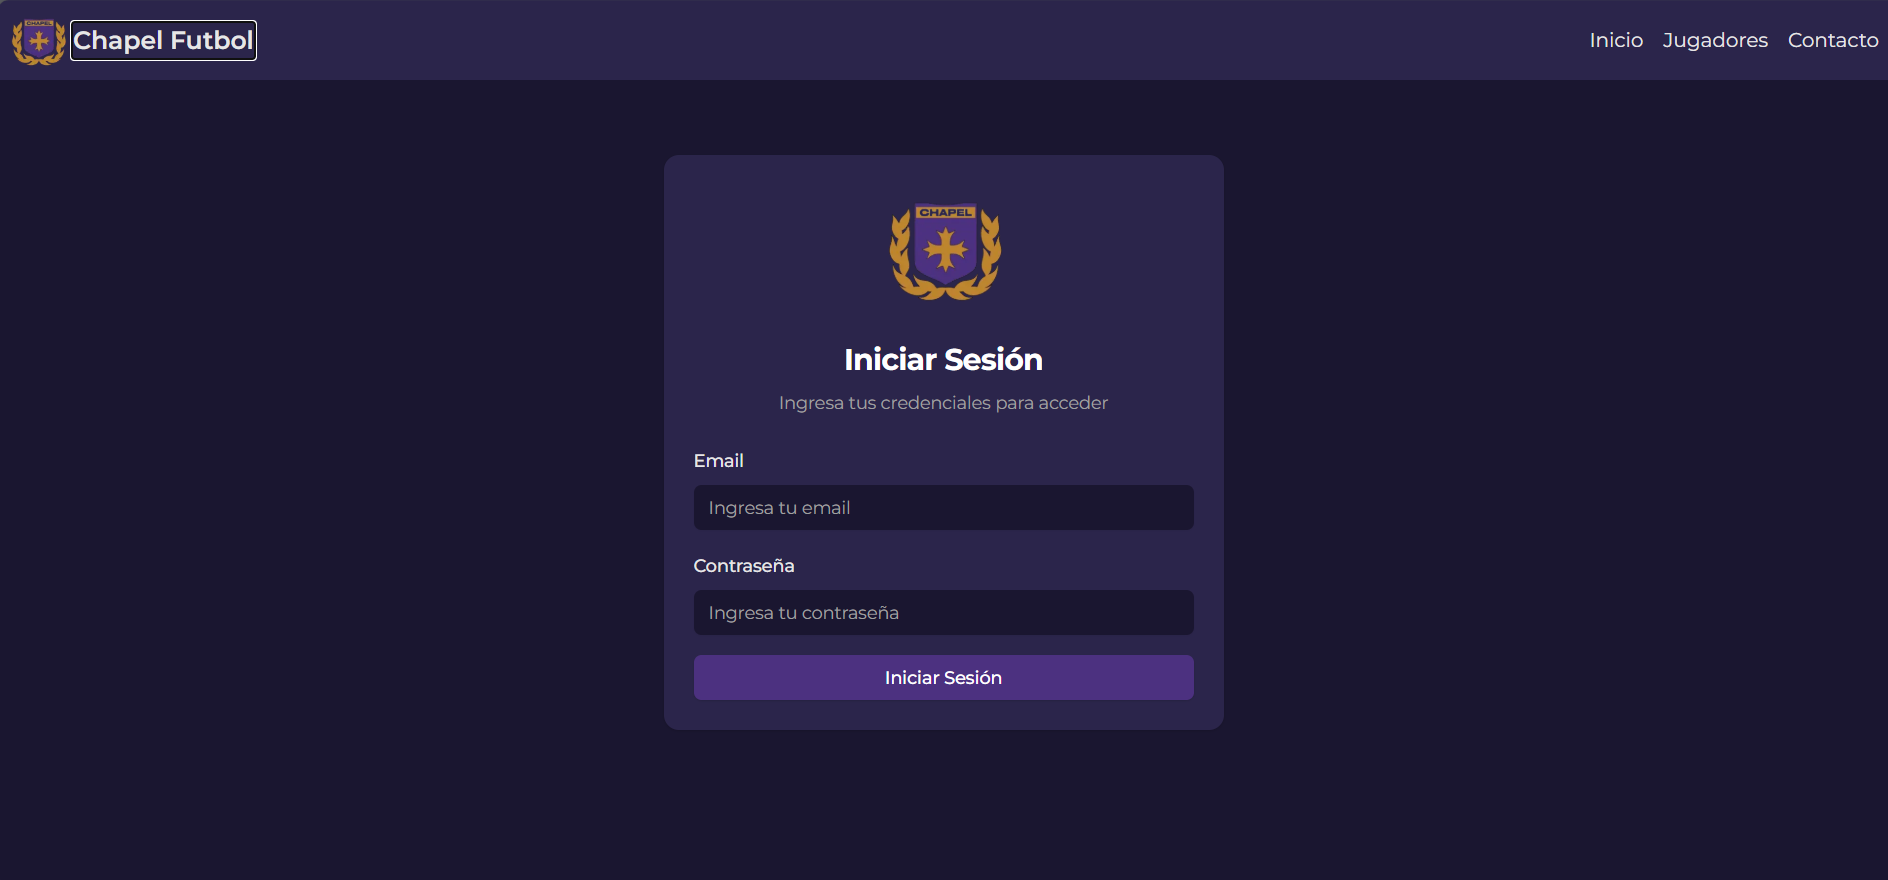 CHAPEL
Chapel Futbol
Inicio Jugadores Contacto
CHAPEL
Iniciar Sesión
Ingresa tus credenciales para acceder
Email
Ingresa tu email
Contraseña
Ingresa tu contraseña
Iniciar Sesión